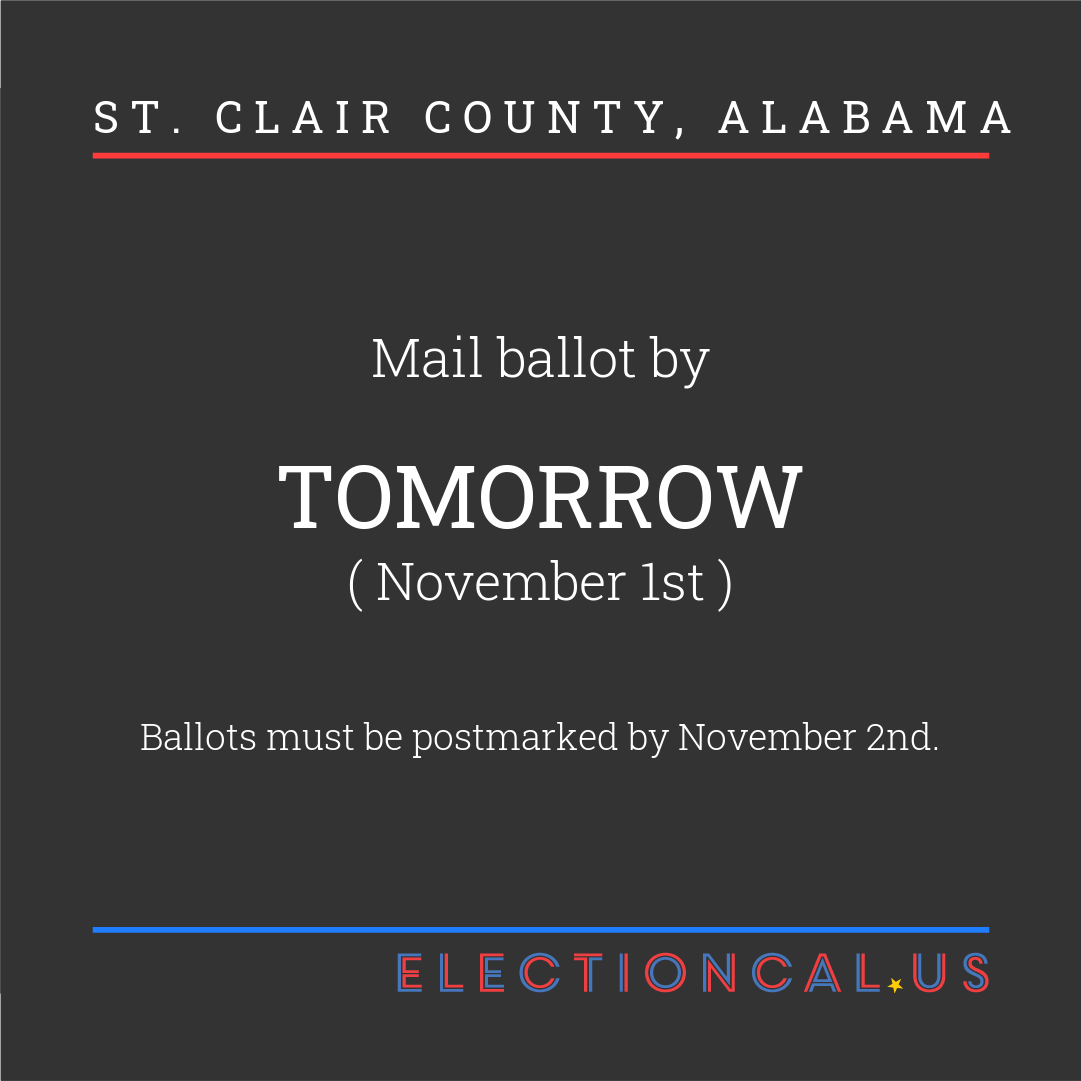 ST. CLAIR COUNTY, ALABAMA
Mail ballot by
TOMORROW
( November 1st )
Ballots must be postmarked by November 2nd.
ELECTIONCAL.US